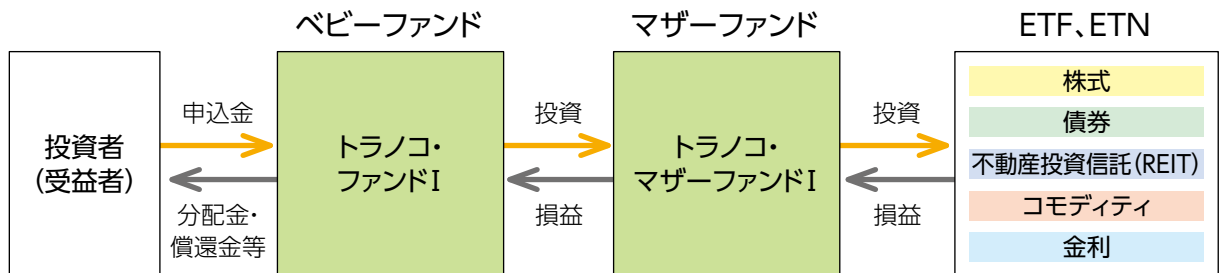 ベビーファンド
マザーファンド
ETF、ETN
投資者
(受益者)
申込金
分配金・
償還金等
トラノコ・
ファンドⅠ
投資
損益
トラノコ・
マザーファンドⅠ
投資
損益
株式
債券
不動産投資信託(REIT)
コモディティ
金利